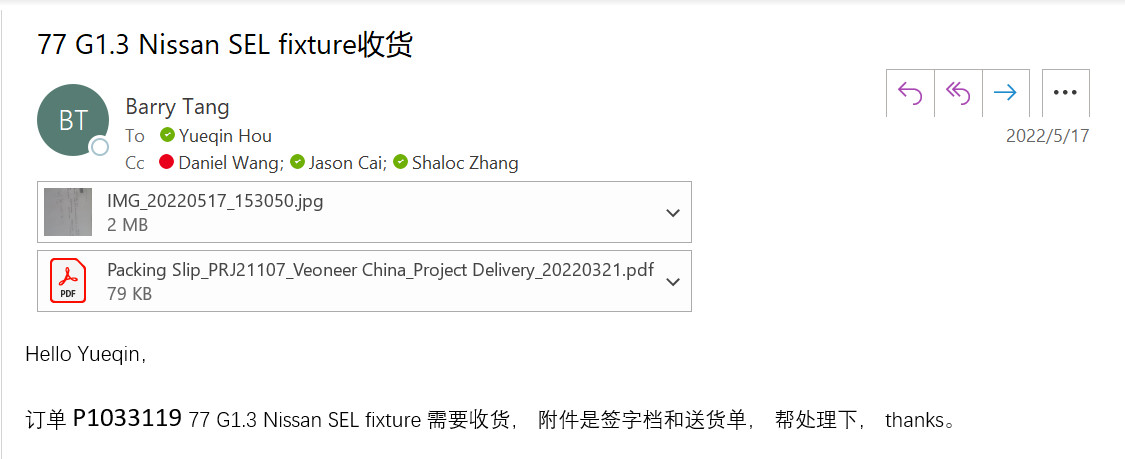 77 G1.3 Nissan SEL fixture收货
BT
Barry Tang
To Yueqin Hou
2022/5/17
Cc Daniel Wang; Jason Cai; Shaloc Zhang
IMG_20220517_153050.jpg
2 MB
Packing Slip_PRJ21107_Veoneer China_Project Delivery_20220321.pdf
PDF
79 KB
Hello Yueqin,
订单 P1033119 77 G1.3 Nissan SEL fixture 需要收货, 附件是签字档和送货单, 帮处理下, thanks。